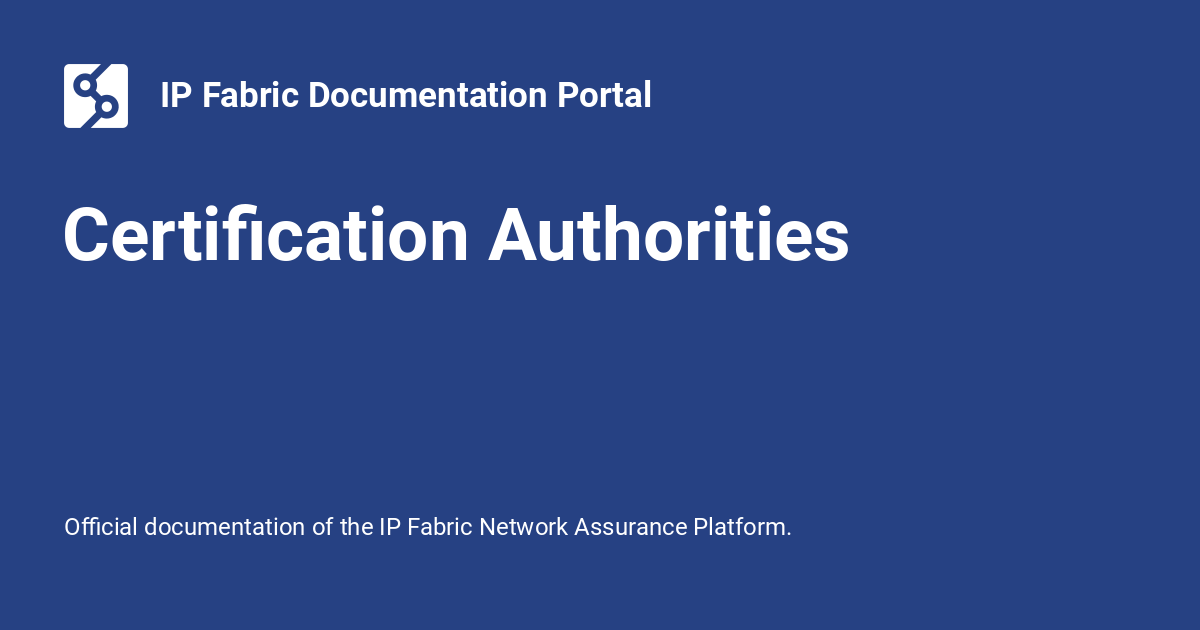 IP Fabric Documentation Portal
Certification Authorities
Official documentation of the IP Fabric Network Assurance Platform.